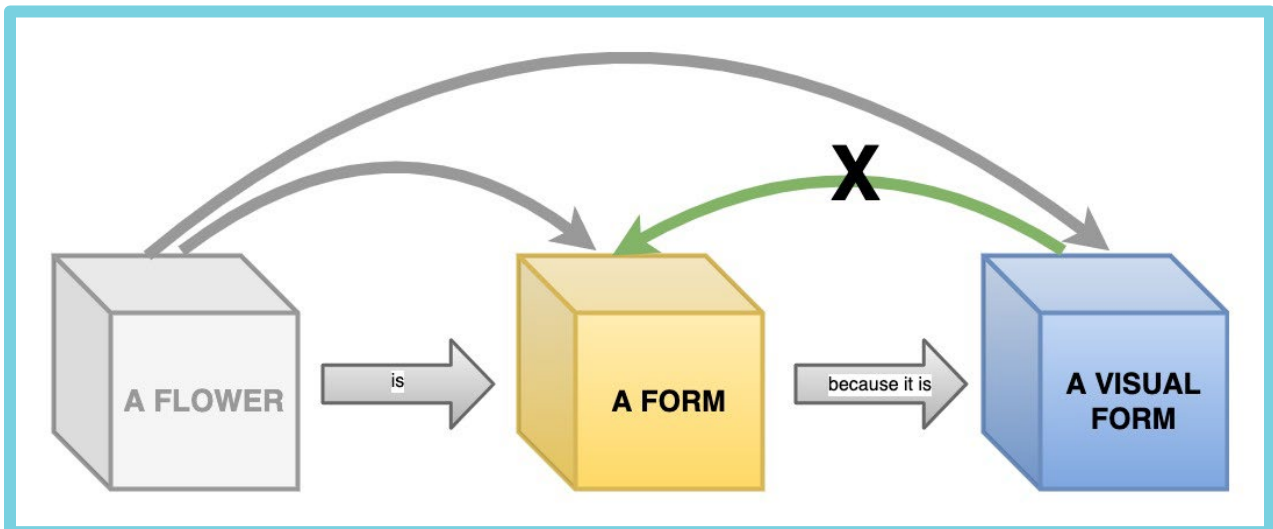 X
A FLOWER
is
A FORM
because it is
A VISUAL
FORM